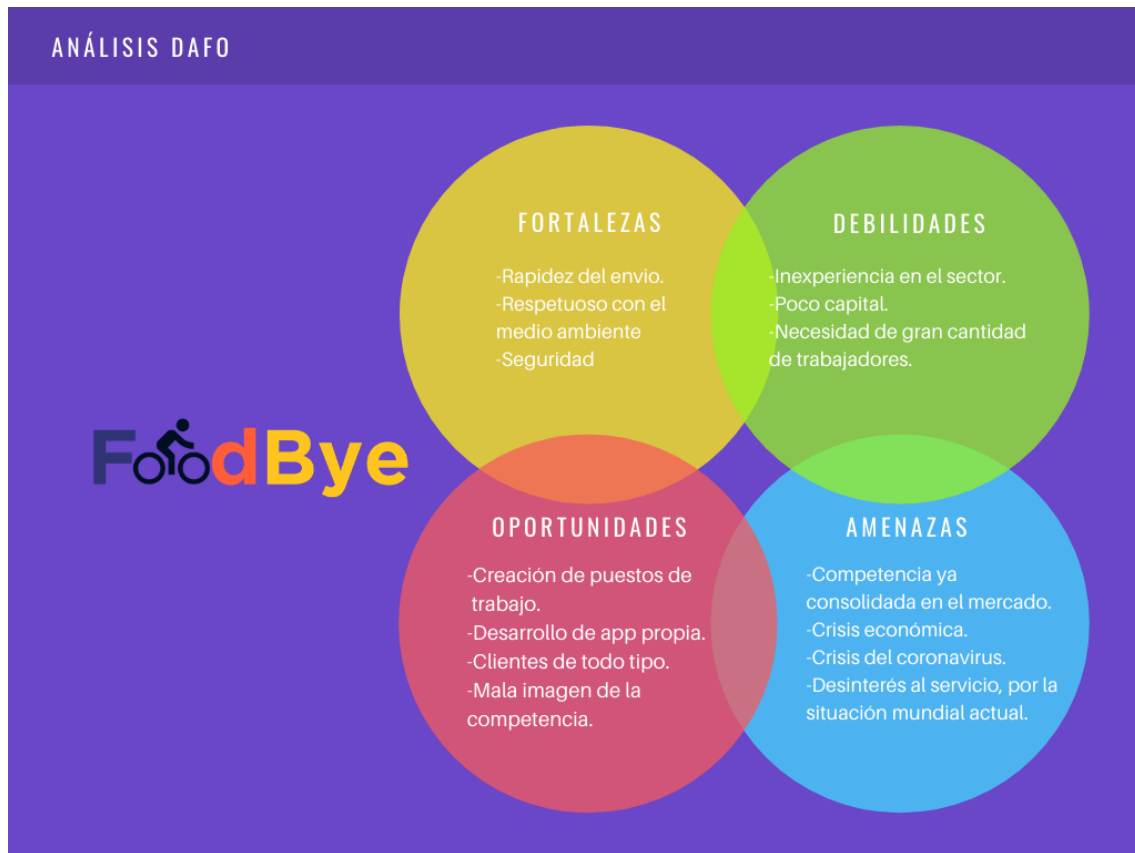 ANÁLISIS DAFO
FORTALEZAS
-Rapidez del envio.
-Respetuoso con el
medio ambiente
-Seguridad
DEBILIDADES
-Inexperiencia en el sector.
-Poco capital.
-Necesidad de gran cantidad
de trabajadores.
FoodBye
OPORTUNIDADES
-Creación de puestos de
trabajo.
-Desarrollo de app propia.
-Clientes de todo tipo.
-Mala imagen de la
competencia.
AMENAZAS
-Competencia ya
consolidada en el mercado.
-Crisis económica.
-Crisis del coronavirus.
-Desinterés al servicio, por la
situación mundial actual.